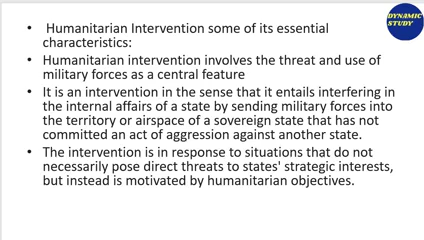 DYNAMIC
STUDY
• Humanitarian Intervention some of its essential
characteristics:
• Humanitarian intervention involves the threat and use of
military forces as a central feature
• It is an intervention in the sense that it entails interfering in
the internal affairs of a state by sending military forces into
the territory or airspace of a sovereign state that has not
committed an act of aggression against another state.
• The intervention is in response to situations that do not
necessarily pose direct threats to states' strategic interests,
but instead is motivated by humanitarian objectives.